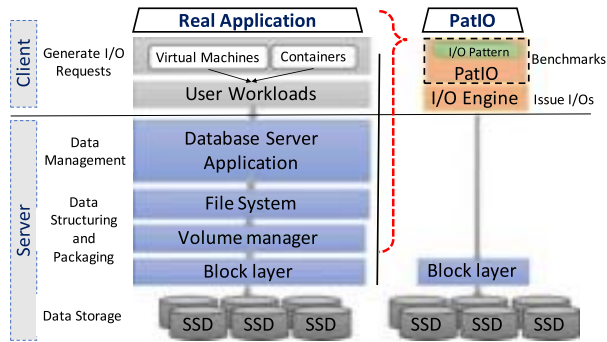 Real Application
PatIO
Client
Generate I/O
Requests
Virtual Machines
Containers
User Workloads
I/O Pattern
PatIO
Benchmarks
I/O Engine
Issue I/Os
Server
Data
Management
Database Server
Application
Data
Structuring
and
Packaging
File System
Volume manager
Block layer
Block layer
Data Storage
SSD
SSD
SSD
SSD
SSD
SSD